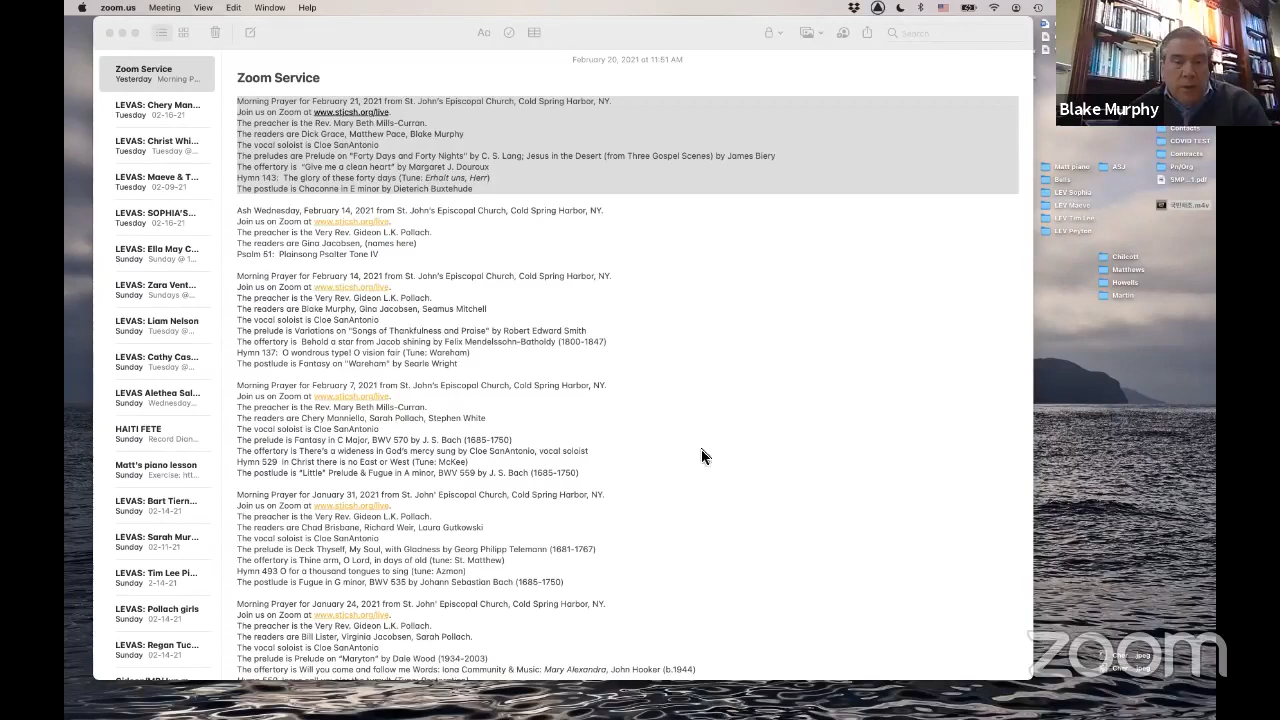 zoom.us Meeting View Edit Window Help
Search
Zoom Service
Yesterday Morning P...
LEVAS: Chery Man...
Tuesday 02-16-21
LEVAS: Christ Whi...
Tuesday Tuesday @...
LEVAS: Maeve & T...
Tuesday 02-09-21
LEVAS: SOPHIA'S...
Tuesday 02-16-21
LEVAS: Ella May C...
Sunday Sunday @ 1...
LEVAS: Zara Vent...
Sunday Sundays @...
LEVAS: Liam Nelson
Sunday Tuesday @...
LEVAS: Cathy Cas...
Sunday Tuesday @...
LEVAS Alethea Sal...
Sunday Wednesday...
HAITI FETE
Sunday Record Dian...
Matt's piano lesson
Sunday Exercise: htt...
LEVAS: Bart Tiern...
Sunday 02-14-21
LEVAS: Sarah Mur...
Sunday 02-11-21
LEVAS: Tim Lee Pi...
Sunday 2-14-21
LEVAS: Pollach girls
Sunday 02-14-21
LEVAS: Regan Tuc...
Sunday 02-14-21
February 20, 2021 at 11:51 AM
Zoom Service
Morning Prayer for February 21, 2021 from St. John's Episcopal Church, Cold Spring Harbor, NY.
Join us on Zoom at www.stjcsh.org/live.
The preacher is the Rev. Mary Beth Mills-Curran.
The readers are Dick Grace, Matthew Pace, Blake Murphy
The vocal soloist is Cloe SanAntonio
The preludes are Prelude on "Forty Days and Forty Nights" by C. S. Lang; Jesus in the Desert (from Three Gospel Scenes) by James Biery
The offertory is "Give me a clean heart" by Margaret J. Douroux
Hymn 143: The glory of these forty days (Tune: Erhalt uns, Herr)
The postlude is Chaconne in E minor by Dieterich Buxtehude
Ash Wednesday, February 14, 2021 from St. John's Episcopal Church, Cold Spring Harbor, NY.
Join us on Zoom at www.stjcsh.org/live.
The preacher is the Very Rev. Gideon L.K. Pollach.
The readers are Gina Jacobsen, (names here)
Psalm 51: Plainsong Psalter Tone IV
Morning Prayer for February 14, 2021 from St. John's Episcopal Church, Cold Spring Harbor, NY.
Join us on Zoom at www.stjcsh.org/live.
The preacher is the Very Rev. Gideon L.K. Pollach.
The readers are Blake Murphy, Gina Jacobsen, Seamus Mitchell
The vocal soloist is Cloe SanAntonio
The prelude is Variations on "Songs of Thankfulness and Praise" by Robert Edward Smith
The offertory is Behold a star from Jacob shining by Felix Mendelssohn-Batholdy (1800-1847)
Hymn 137: O wondrous type! O vision fair (Tune: Wareham)
The postlude is Fantasy on "Wareham" by Searle Wright
Morning Prayer for February 7, 2021 from St. John's Episcopal Church, Cold Spring Harbor, NY.
Join us on Zoom at www.stjcsh.org/live.
The preacher is the Rev. Mary Beth Mills-Curran.
The readers are Chery Manniello, Sarah Pollach, Stephen White
The vocal soloist is Cloe SanAntonio
The prelude is Fantasy in C Major, BWV 570 by J. S. Bach (1685-1750)
The offertory is There's a wideness in God's mercy sung by Cloe SanAntonio, vocal soloist
Hymn 529 In Christ there is no East or West (Tune: McKee)
The postlude is "Little" Prelude & Fugue in A minor, BWV 559 by J. S. Bach (1685-1750)
Morning Prayer for January 31, 2021 from St. John' Episcopal Church, Cold Spring Harbor, NY.
Join us on Zoom at www.stjcsh.org/live.
The preacher is the Very Rev. Gideon L.K. Pollach.
The readers are Chad Brisbane, Richard Weir, Laura Gutkowski
The vocal soloist is Cloe SanAntonio
The prelude is Deck Thyself, My Soul, with Gladness by Georg Philipp Telemann (1681-1767)
The offertory is Thine arm, O Lord, in days of old (tune: St. Matthew)
Hymn 493 O for a thousand tongues to sing (tune: Azmon)
The postlude is Fugue in G minor, BWV 535 by Johann Sebastian Bach (1685-1750)
Morning Prayer for January 24, 2021 from St. John' Episcopal Church, Cold Spring Harbor, NY.
Join us on Zoom at www.stjcsh.org/live.
The preacher is the Very Rev. Gideon L.K. Pollach.
The readers are Bill Lister, Virginia Jacobsen, Sarah Pollach.
The vocal soloist is Cloe SanAntonio
The prelude is Prelude on "Maryton" by Dale Wood (1934-2003)
The offertory is Will you come and follow me Words: Iona Community & Music: Mary Alexandra, John Hooker (b.1944)
Blake Murphy
Contacts
COVID TEST
Contracts
Matt piano ASJ Pn/Org
Bells SMP...1.pdf
LEV Sophia
LEV Maeve
LEV Tim Lee
LEV Peyton
Chilcott
Matthews
Howells
Martin
zoom